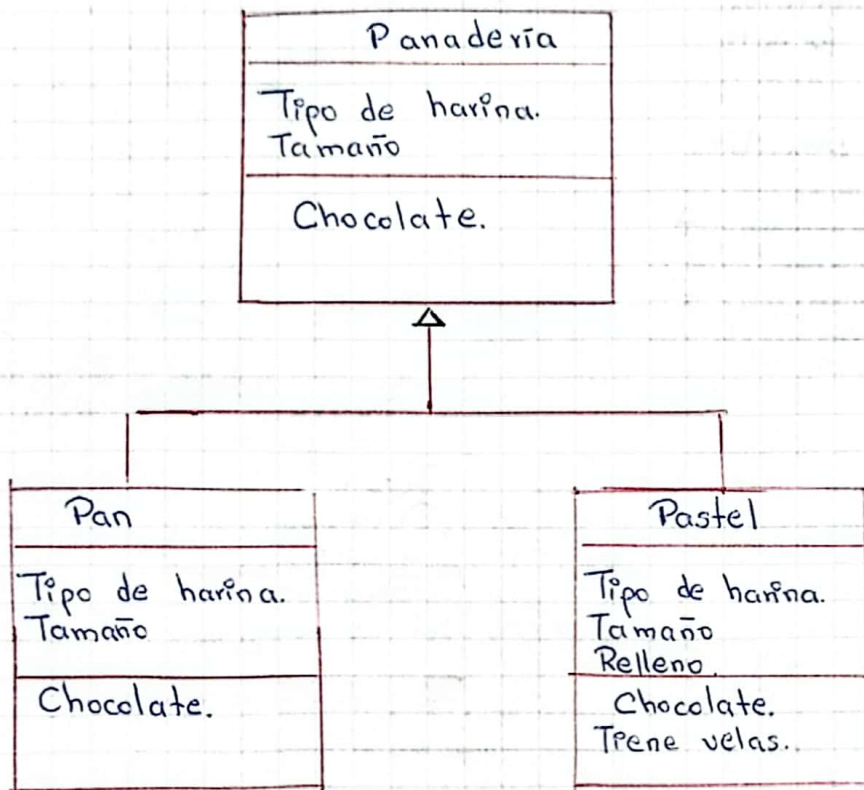 Panadería
Tipo de harina.
Tamaño
Chocolate.
Pan
Tipo de harina.
Tamaño
Chocolate.
Pastel
Tipo de harina.
Tamaño
Relleno.
Chocolate.
Tiene velas..